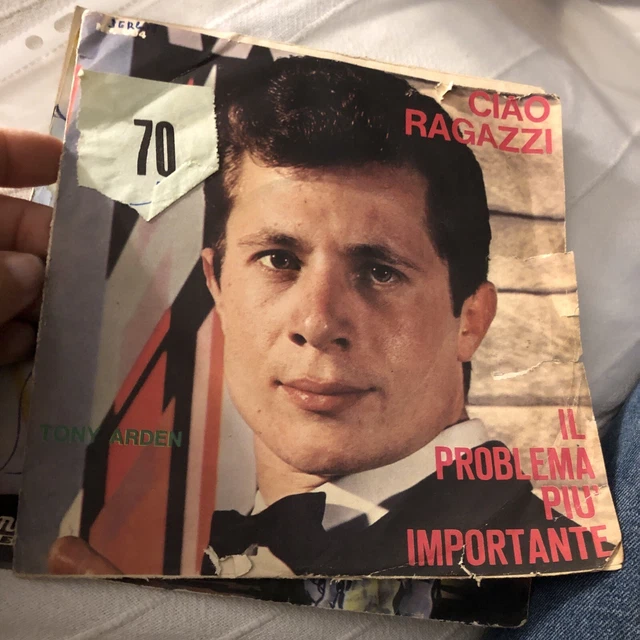 70
CIAO
RAGAZZI
TONY ARDEN
IL
PROBLEMA
PIU'
IMPORTANTE